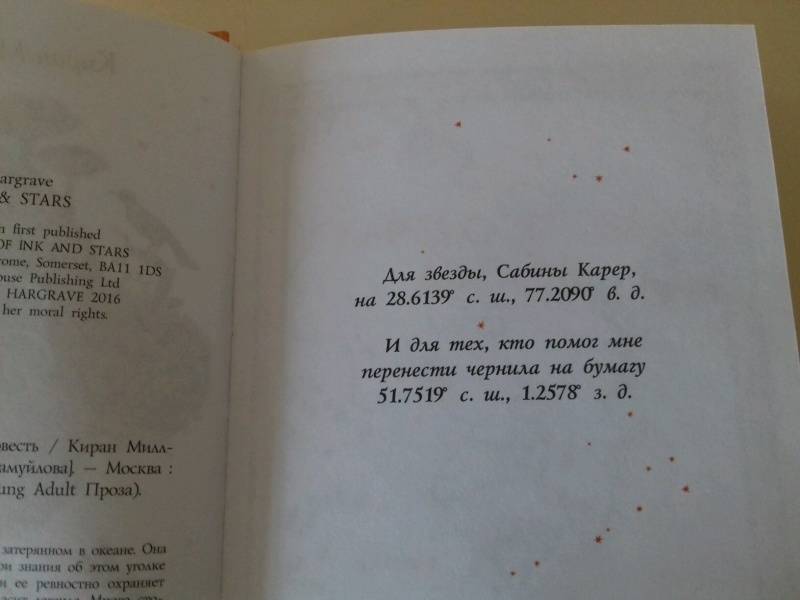 argrave
& STARS
n first published
OF INK AND STARS
ome, Somerset, BA11 1DS
ouse Publishing Ltd
HARGRAVE 2016
her moral rights.
овесть / Киран Милл-
амуйлова]. — Москва :
ung Adult Проза).
затерянном в океане. Она
ои знания об этом уголке
и ее ревностно охраняет
Для звезды, Сабины Карер,
на 28.6139° с. ш., 77.2090° в. д.
И для тех, кто помог мне
перенести чернила на бумагу
51.7519° с. ш., 1.2578° з. д.